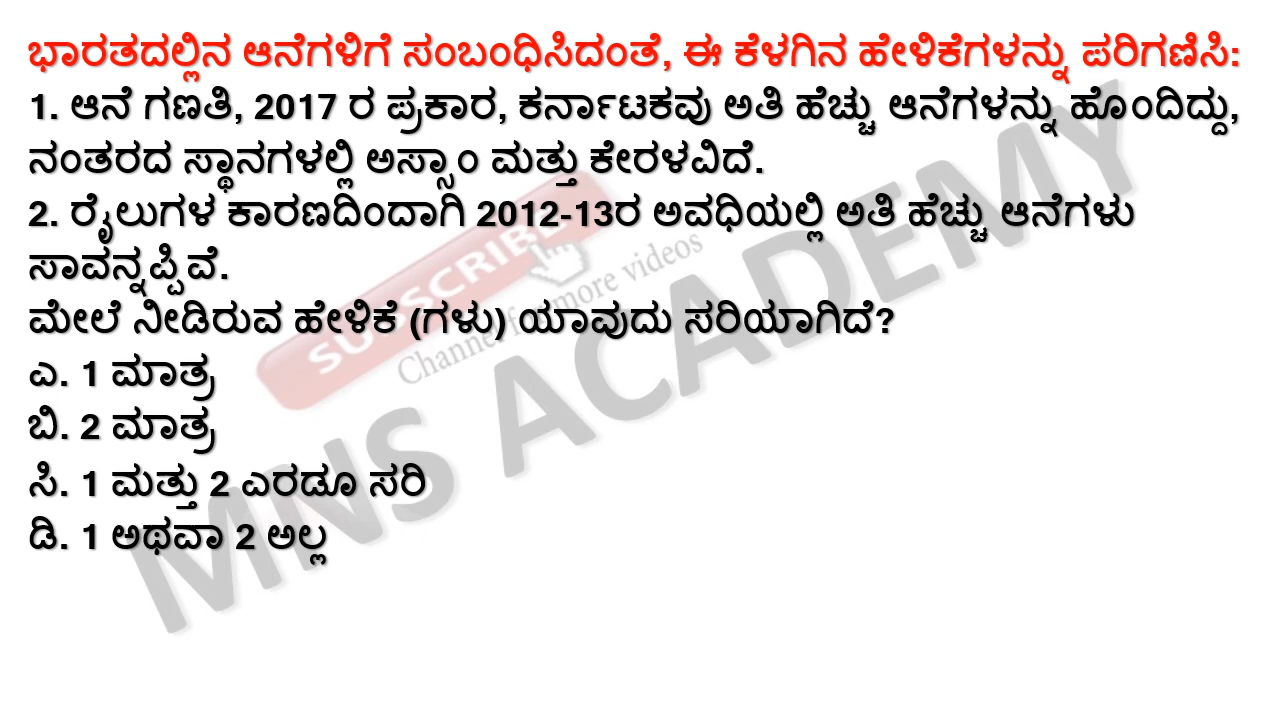 ಭಾರತದಲ್ಲಿನ ಆನೆಗಳಿಗೆ ಸಂಬಂಧಿಸಿದಂತೆ, ಈ ಕೆಳಗಿನ ಹೇಳಿಕೆಗಳನ್ನು ಪರಿಗಣಿಸಿ:
1. ಆನೆ ಗಣತಿ, 2017 ರ ಪ್ರಕಾರ, ಕರ್ನಾಟಕವು ಅತಿ ಹೆಚ್ಚು ಆನೆಗಳನ್ನು ಹೊಂದಿದ್ದು,
ನಂತರದ ಸ್ಥಾನಗಳಲ್ಲಿ ಅಸ್ಸಾಂ ಮತ್ತು ಕೇರಳವಿದೆ.
2. ರೈಲುಗಳ ಕಾರಣದಿಂದಾಗಿ 2012-13ರ ಅವಧಿಯಲ್ಲಿ ಅತಿ ಹೆಚ್ಚು ಆನೆಗಳು
ಸಾವನ್ನಪ್ಪಿವೆ.
ಮೇಲೆ ನೀಡಿರುವ ಹೇಳಿಕೆ (ಗಳು) ಯಾವುದು ಸರಿಯಾಗಿದೆ?
ಎ. 1 ಮಾತ್ರ
ಬಿ. 2 ಮಾತ್ರ
ಸಿ. 1 ಮತ್ತು 2 ಎರಡೂ ಸರಿ
ಡಿ. 1 ಅಥವಾ 2 ಅಲ್ಲ
SUBSCRIBE
Channel for more videos
MNS ACADEMY